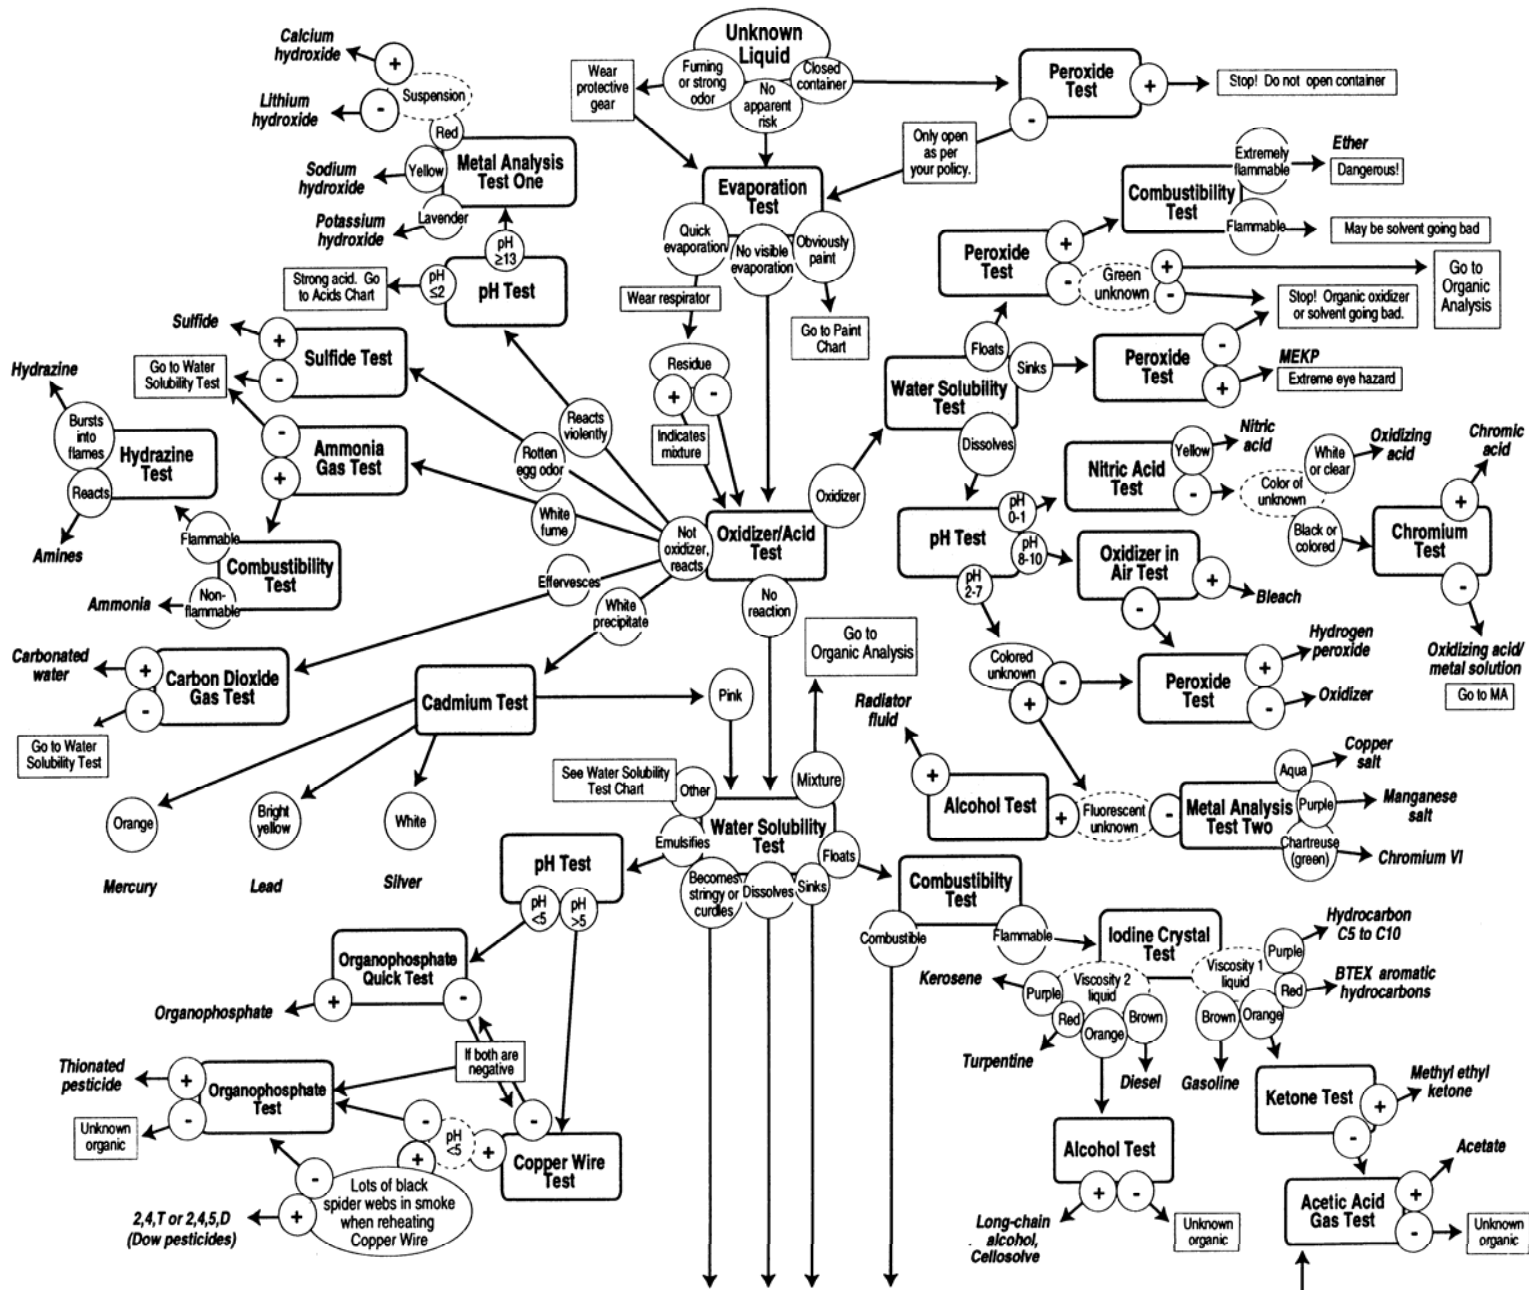 Unknown
Liquid
Fuming
or strong
odor
No
apparent
risk
Closed
container
Wear
protective
gear
Peroxide
Test
+
Stop! Do not open container
-
Only open
as per
your policy.
Calcium
hydroxide
+
Suspension
-
Lithium
hydroxide
Red
Metal Analysis
Test One
Yellow
Sodium
hydroxide
Lavender
Potassium
hydroxide
pH
≥13
pH
≤2
pH Test
Strong acid. Go
to Acids Chart
Evaporation
Test
Quick
evaporation
No visible
evaporation
Obviously
paint
Wear respirator
Go to Paint
Chart
Residue
+
-
Indicates
mixture
Combustibility
Test
Extremely
flammable
Ether
Dangerous!
Flammable
May be solvent going bad
Peroxide
Test
+
-
Green
unknown
+
-
Go to
Organic
Analysis
Stop! Organic oxidizer
or solvent going bad.
Floats
Sinks
Water Solubility
Test
Dissolves
Peroxide
Test
-
+
MEKP
Extreme eye hazard
Sulfide
+
-
Sulfide Test
Go to Water
Solubility Test
Hydrazine
Bursts
into
flames
Hydrazine
Test
Reacts
Amines
-
+
Ammonia
Gas Test
Flammable
Combustibility
Test
Non-
flammable
Ammonia
Reacts
violently
Rotten
egg odor
White
fume
Effervesces
White
precipitate
Not
oxidizer,
reacts
Oxidizer/Acid
Test
Oxidizer
No
reaction
Nitric Acid
Test
Yellow
Nitric
acid
-
Color of
unknown
White
or clear
Oxidizing
acid
Black or
colored
Chromic
acid
+
Chromium
Test
-
Oxidizing acid/
metal solution
Go to MA
pH Test
pH
0-1
pH
8-10
pH
2-7
Oxidizer in
Air Test
+
Bleach
-
Peroxide
Test
+
Hydrogen
peroxide
-
Oxidizer
Colored
unknown
-
+
Carbonated
water
+
-
Carbon Dioxide
Gas Test
Go to Water
Solubility Test
Cadmium Test
Pink
Orange
Mercury
Bright
yellow
Lead
White
Silver
Go to
Organic Analysis
Radiator
fluid
+
Alcohol Test
+
Fluorescent
unknown
-
Metal Analysis
Test Two
Aqua
Copper
salt
Purple
Manganese
salt
Chartreuse
(green)
Chromium VI
See Water Solubility
Test Chart
Other
Mixture
Water Solubility
Test
Emulsifies
Becomes
stringy or
curdles
Dissolves
Sinks
Floats
pH Test
pH
<5
pH
>5
Combustibilty
Test
Combustible
Flammable
Iodine Crystal
Test
Viscosity 2
liquid
Viscosity 1
liquid
Purple
Hydrocarbon
C5 to C10
Red
BTEX aromatic
hydrocarbons
Orange
Brown
Gasoline
Kerosene
Purple
Red
Turpentine
Orange
Brown
Diesel
Organophosphate
Quick Test
+
-
Organophosphate
If both are
negative
Thionated
pesticide
+
-
Organophosphate
Test
Unknown
organic
-
pH
<5
+
+
-
Copper Wire
Test
-
+
Lots of black
spider webs in smoke
when reheating
Copper Wire
2,4,T or 2,4,5,D
(Dow pesticides)
Alcohol Test
+
-
Long-chain
alcohol,
Cellosolve
Unknown
organic
Ketone Test
+
Methyl ethyl
ketone
-
Acetic Acid
Gas Test
+
Acetate
-
Unknown
organic